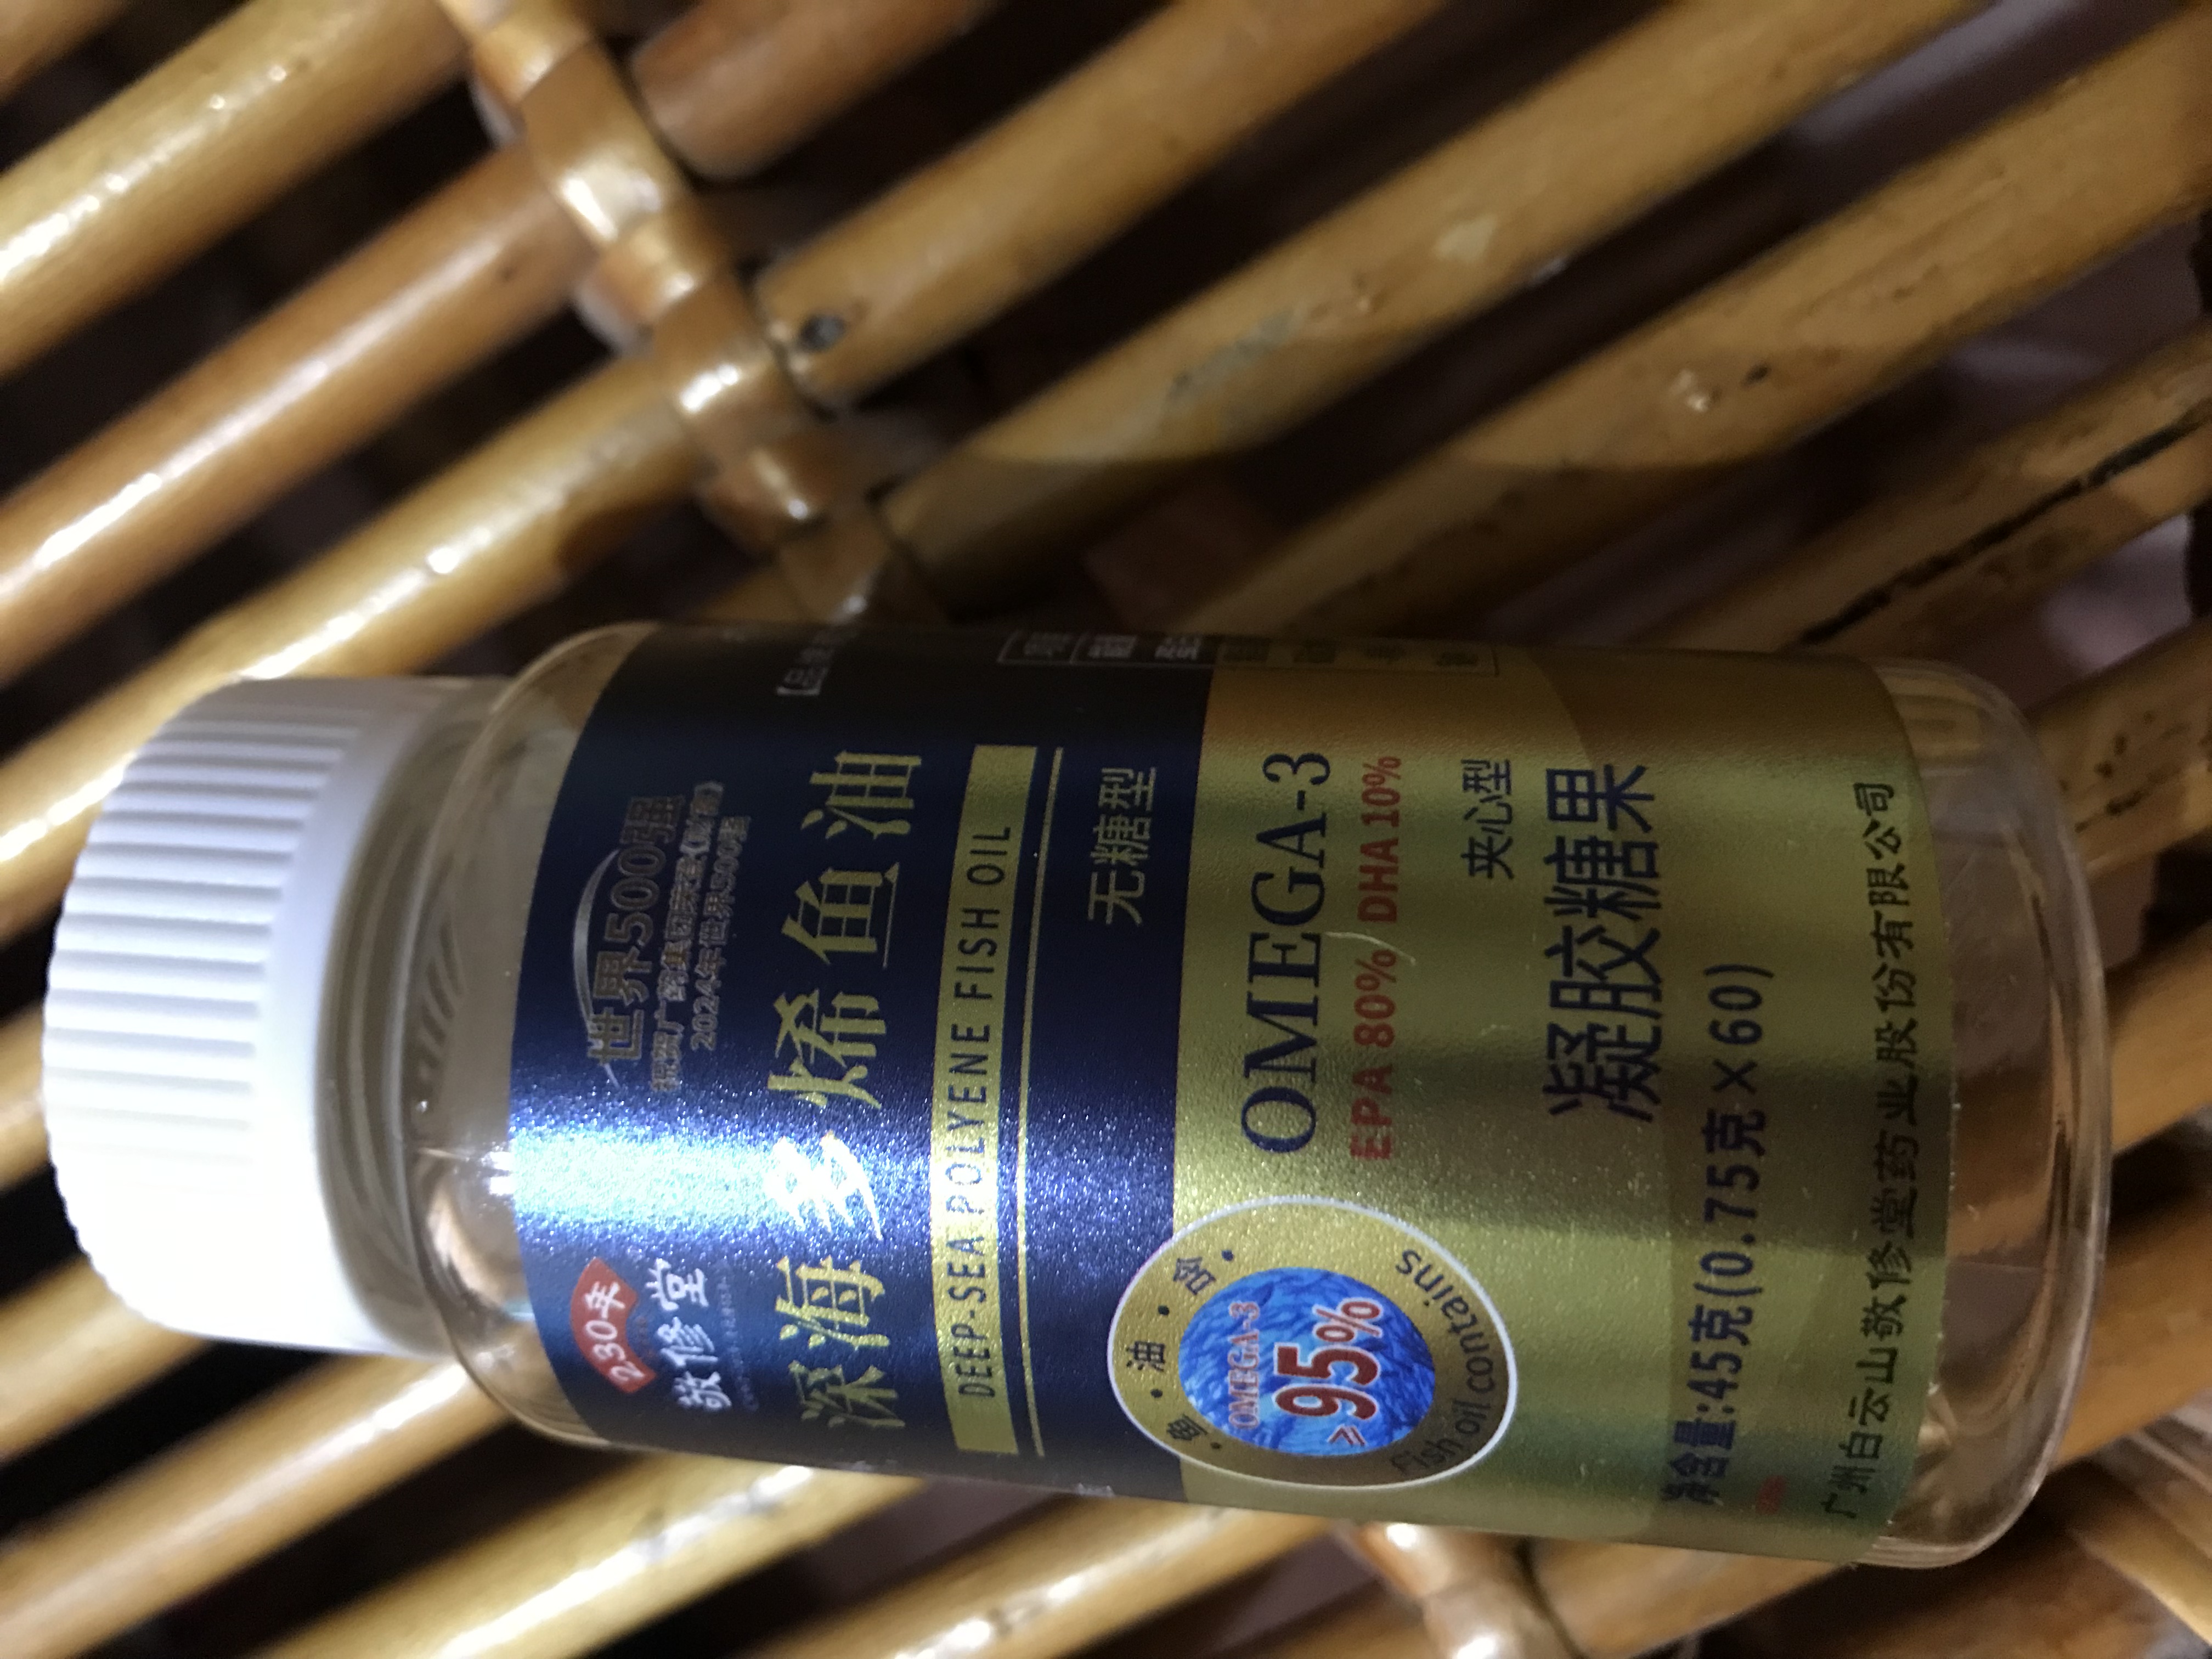 230年
敬修堂
世界500强
2024年世界500强
深海多烯鱼油
DEEP-SEA POLYENE FISH OIL
无糖型
鱼·油·含
OMEGA-3
≥95%
Fish oil contains
OMEGA-3
EPA 80% DHA 10%
夹心型
凝胶糖果
净含量:45克(0.75克×60)
广州白云山敬修堂药业股份有限公司